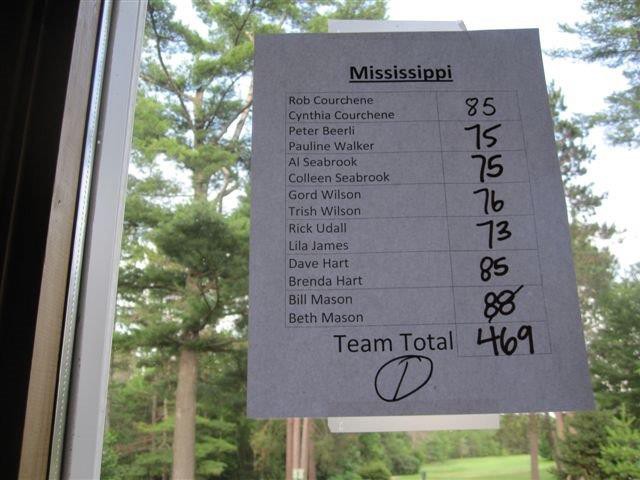 Mississippi
Rob Courchene
Cynthia Courchene 85
Peter Beerli
Pauline Walker 75
Al Seabrook
Colleen Seabrook 75
Gord Wilson
Trish Wilson 76
Rick Udall
Lila James 73
Dave Hart
Brenda Hart 85
Bill Mason
Beth Mason 88
Team Total 469
1